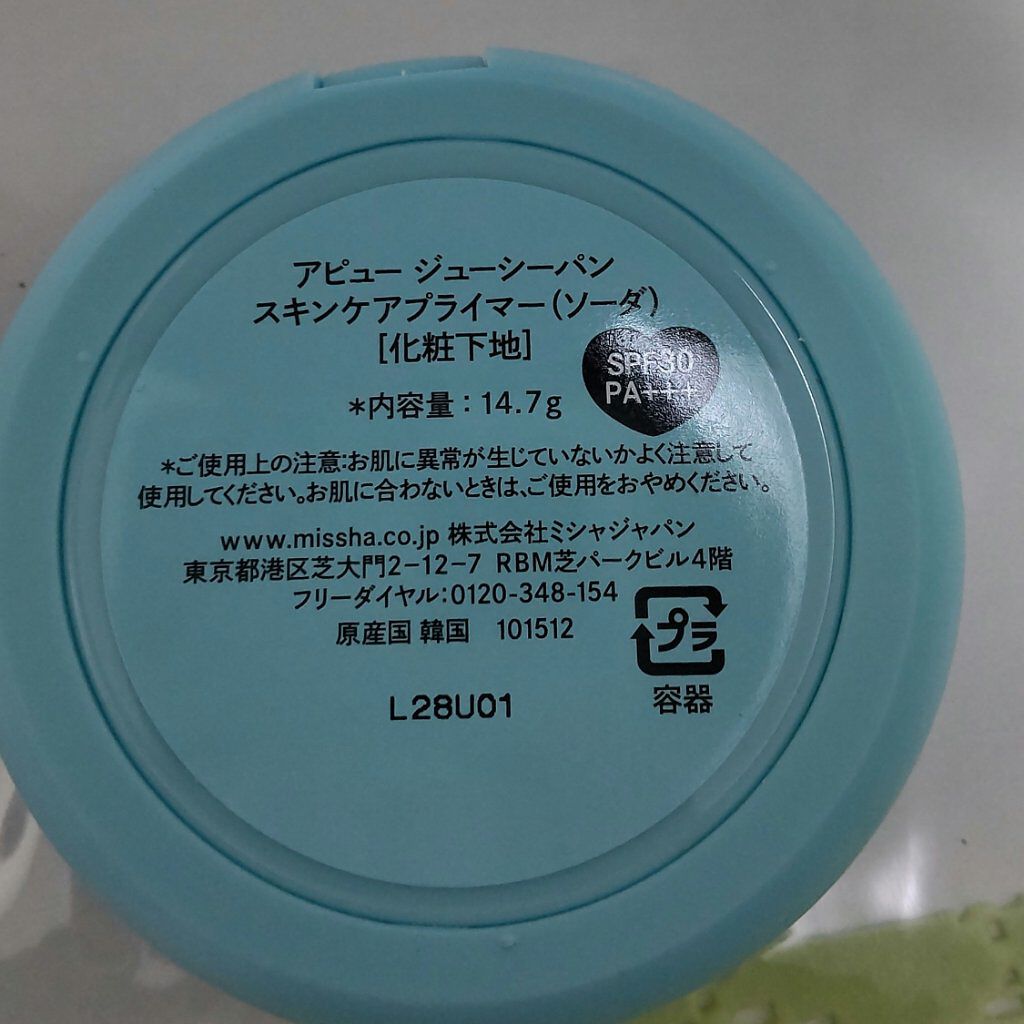 アピュー ジューシーパン
スキンケアプライマー(ソーダ)
[化粧下地]
SPF30
PA+++
*内容量:14.7g
*ご使用上の注意:お肌に異常が生じていないかよく注意して
使用してください。お肌に合わないときは、ご使用をおやめください。
www.missha.co.jp 株式会社ミシャジャパン
東京都港区芝大門2-12-7 RBM芝パークビル4階
フリーダイヤル:0120-348-154
原産国 韓国 101512
プラ
容器
L28U01